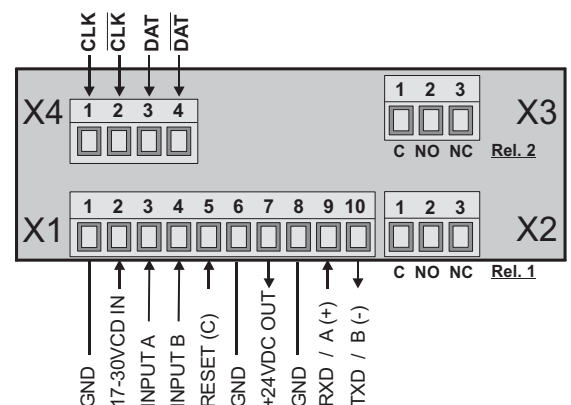 CLK CLK DAT DAT
X4 1 2 3 4
1 2 3 X3
C NO NC Rel. 2
X1 1 2 3 4 5 6 7 8 9 10
1 2 3 X2
C NO NC Rel. 1
GND
17-30VCD IN
INPUT A
INPUT B
RESET (C)
GND
+24VDC OUT
GND
RXD / A (+)
TXD / B (-)